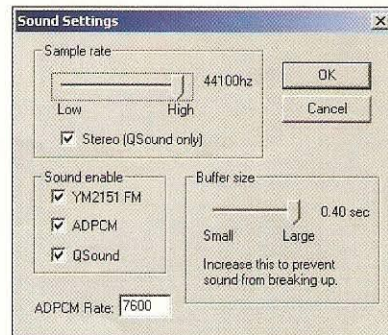 Sound Settings
Sample rate
44100hz
Low High
Stereo (QSound only)
OK
Cancel
Sound enable
YM2151 FM
ADPCM
QSound
ADPCM Rate: 7600
Buffer size
0.40 sec
Small Large
Increase this to prevent
sound from breaking up.